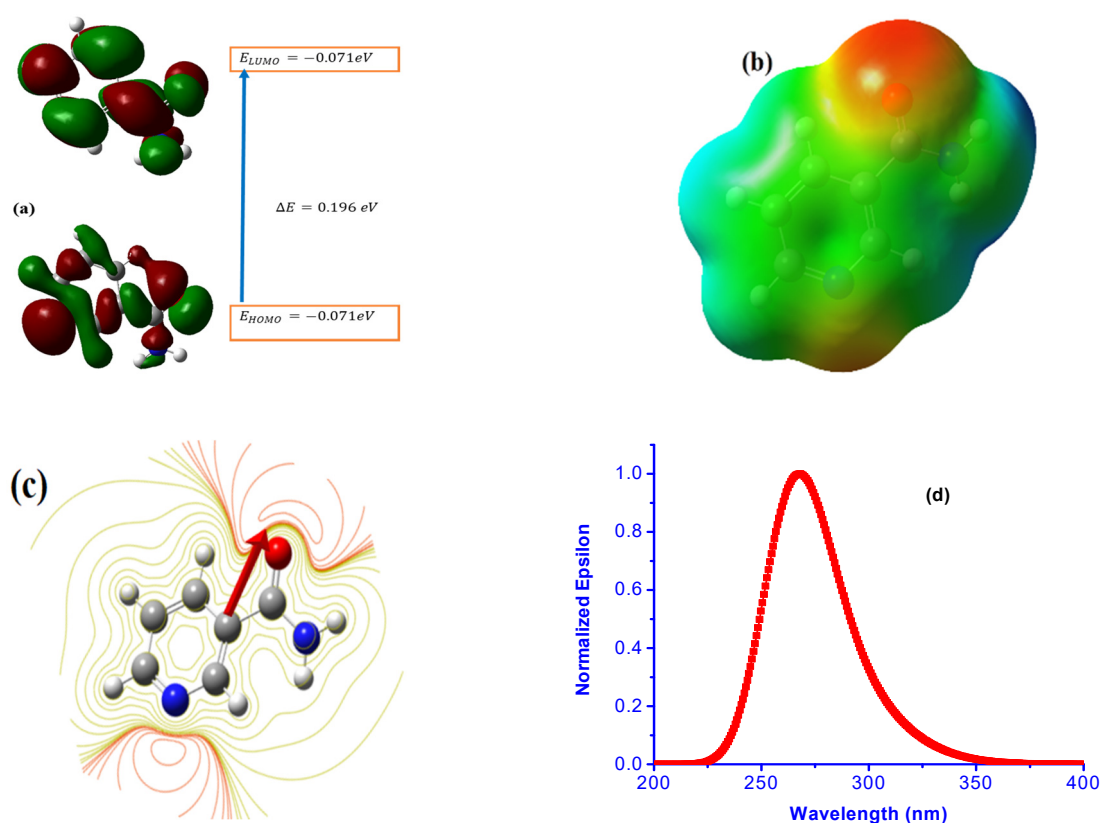 E_LUMO = −0.071eV
(a)
ΔE = 0.196 eV
E_HOMO = −0.071eV
(b)
(c)
(d)
Normalized Epsilon
1.0
0.8
0.6
0.4
0.2
0.0
200
250
300
350
400
Wavelength (nm)